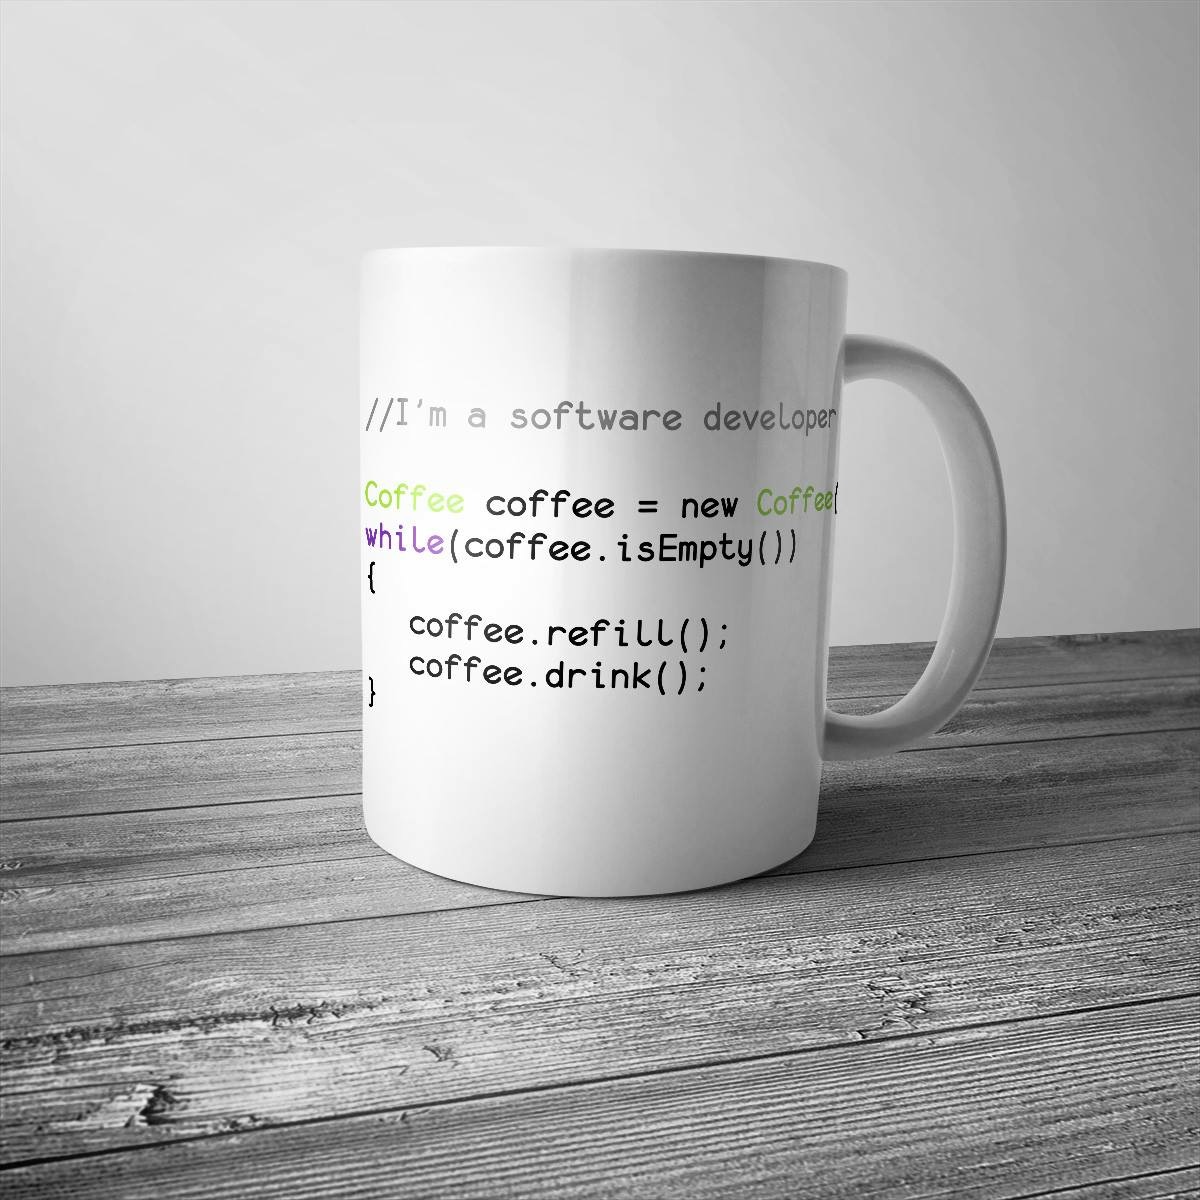 //I'm a software developer
Coffee coffee = new Coffee(
while(coffee.isEmpty())
{
coffee.refill();
coffee.drink();
}